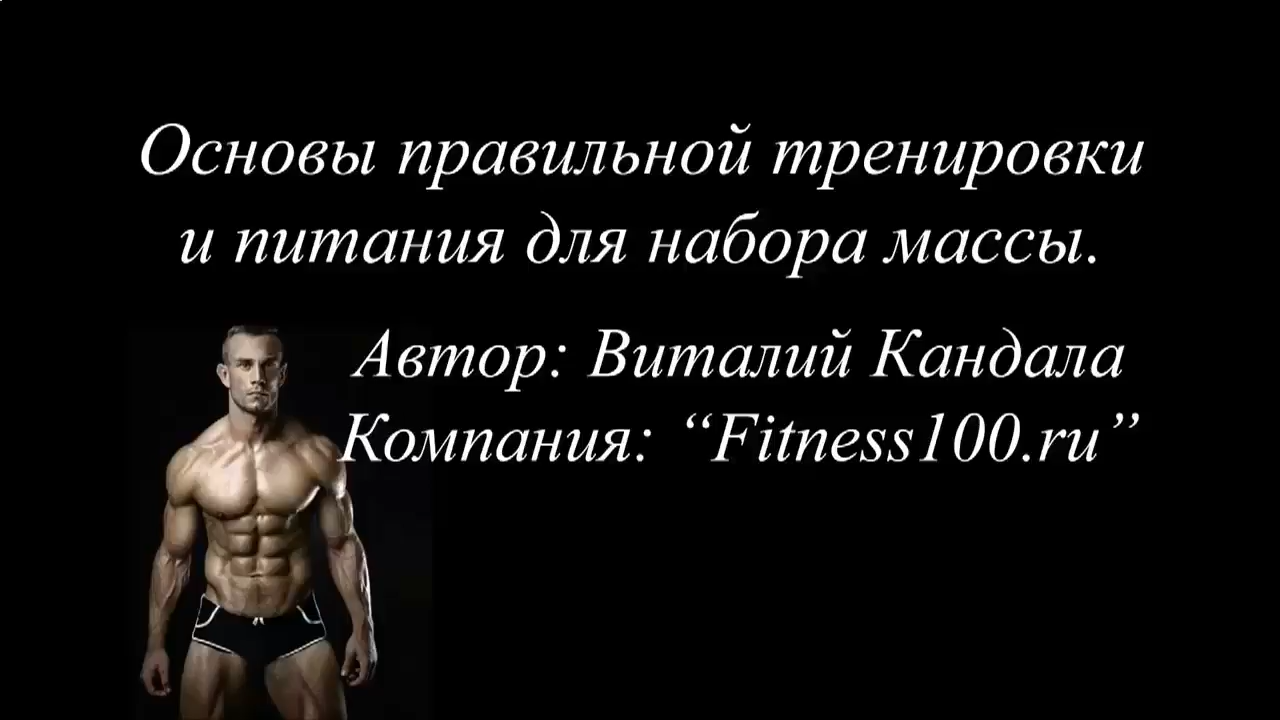 Основы правильной тренировки
и питания для набора массы.
Автор: Виталий Кандала
Компания: “Fitness100.ru”